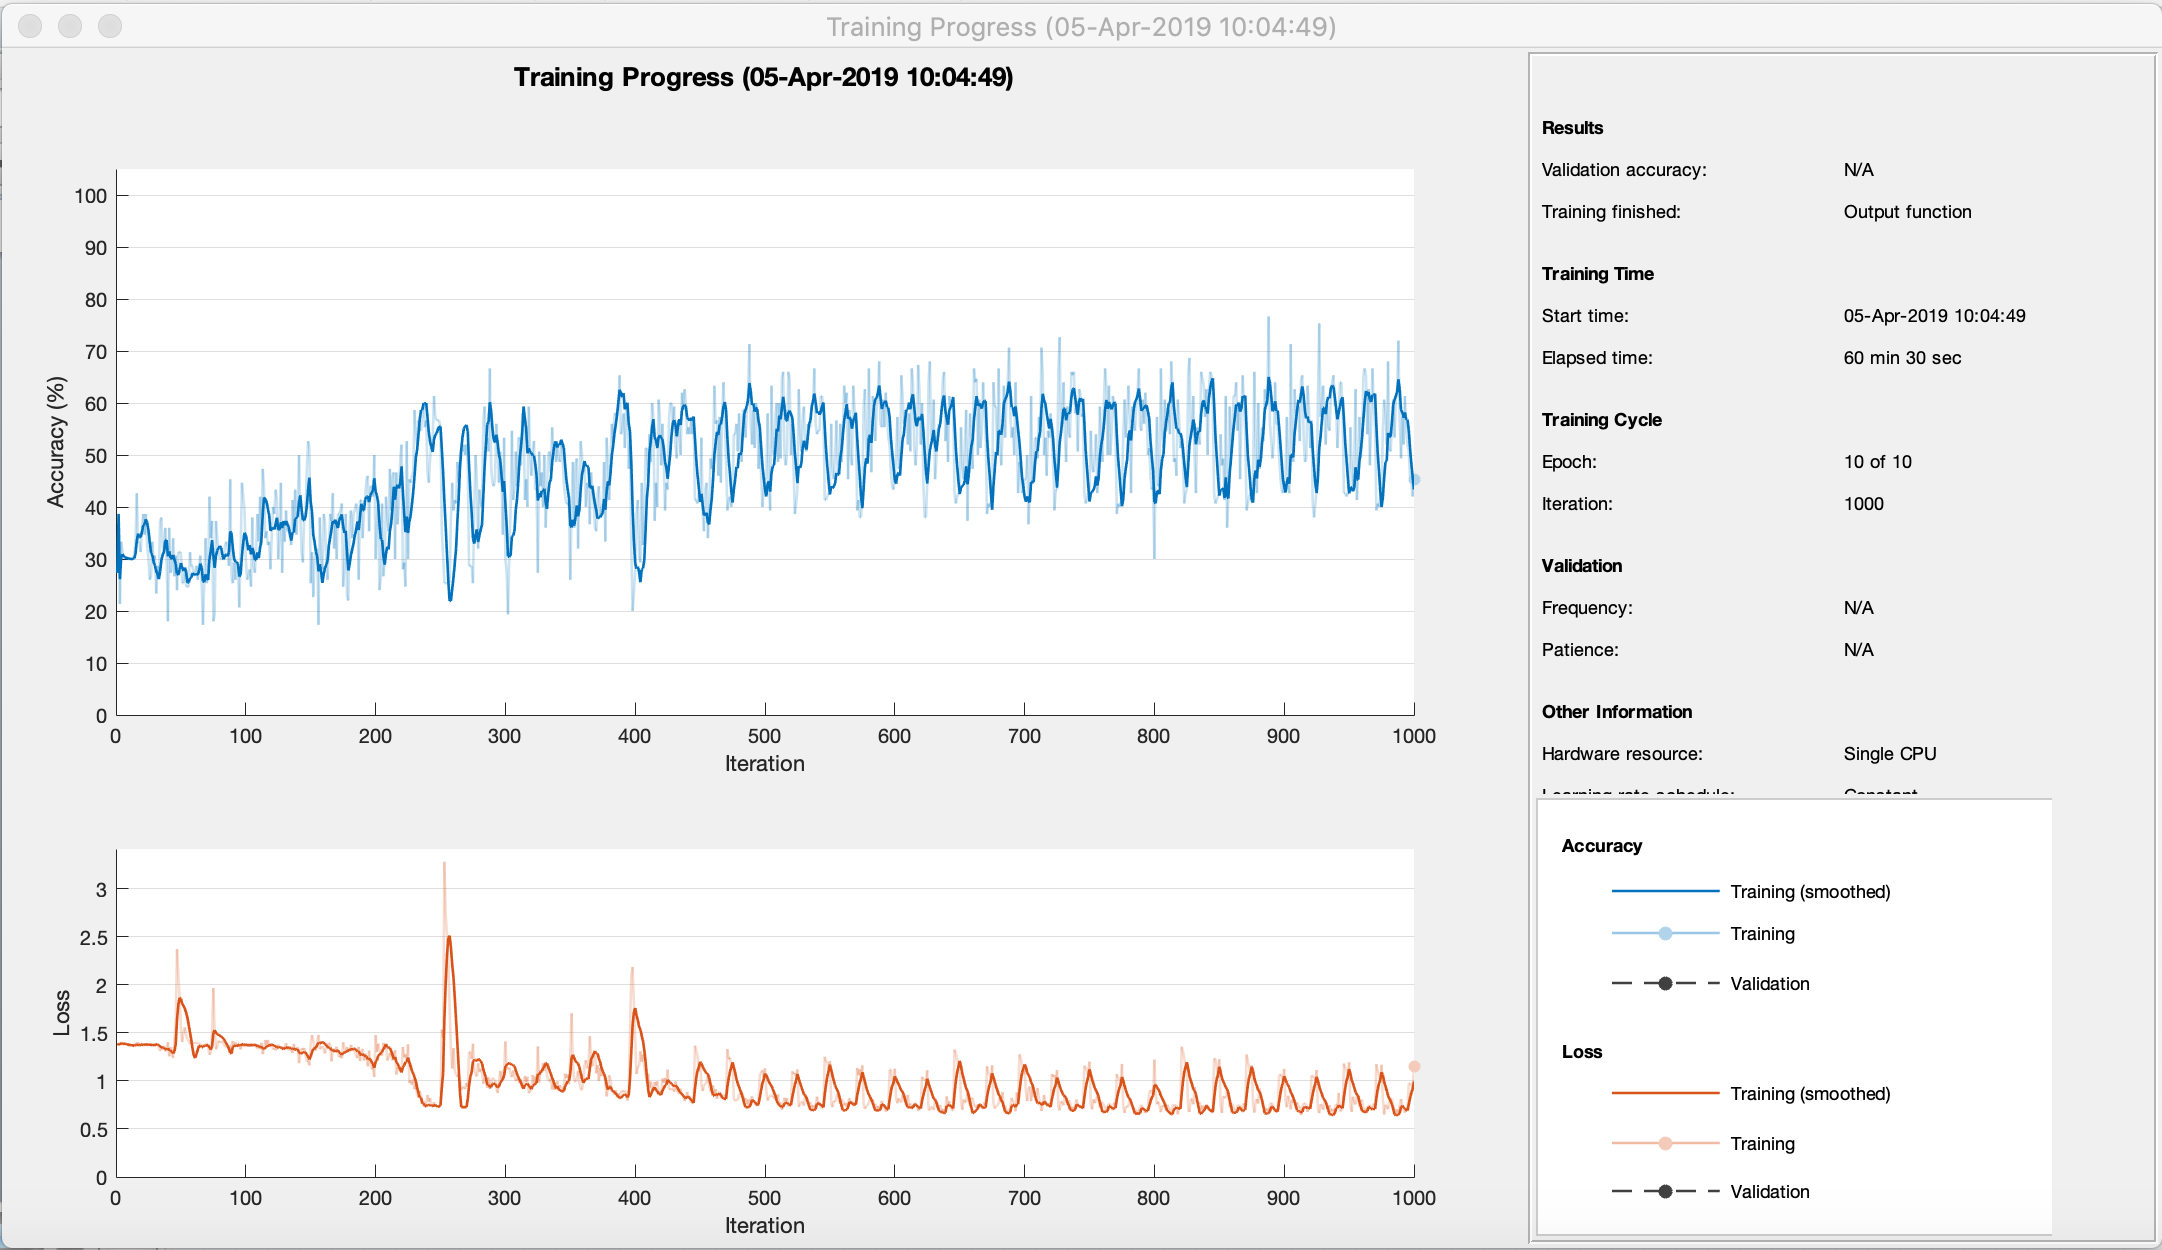 Training Progress (05-Apr-2019 10:04:49)
Training Progress (05-Apr-2019 10:04:49)
100
90
80
70
60
50
40
30
20
10
0
Accuracy (%)
0 100 200 300 400 500 600 700 800 900 1000
Iteration
3
2.5
2
1.5
1
0.5
0
Loss
0 100 200 300 400 500 600 700 800 900 1000
Iteration
Results
Validation accuracy: N/A
Training finished: Output function
Training Time
Start time: 05-Apr-2019 10:04:49
Elapsed time: 60 min 30 sec
Training Cycle
Epoch: 10 of 10
Iteration: 1000
Validation
Frequency: N/A
Patience: N/A
Other Information
Hardware resource: Single CPU
Learning rate schedule: Constant
Accuracy
Training (smoothed)
Training
Validation
Loss
Training (smoothed)
Training
Validation